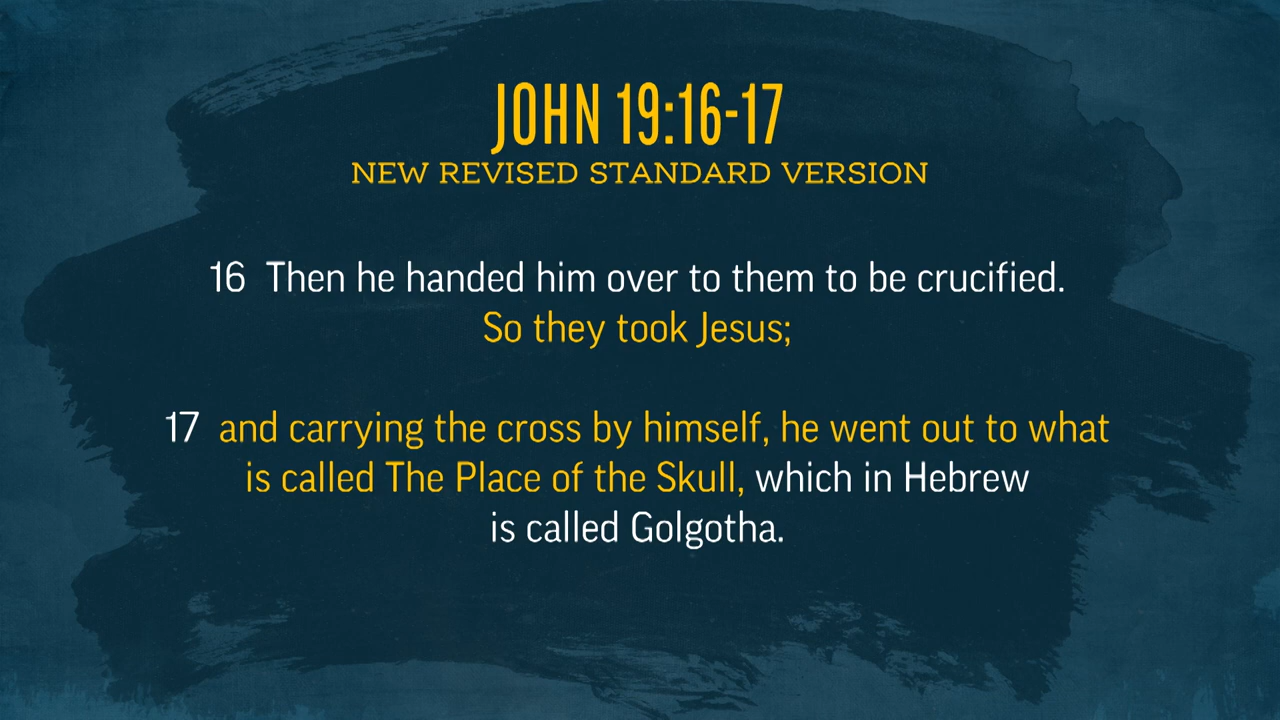 JOHN 19:16-17
NEW REVISED STANDARD VERSION
16 Then he handed him over to them to be crucified.
So they took Jesus;
17 and carrying the cross by himself, he went out to what
is called The Place of the Skull, which in Hebrew
is called Golgotha.